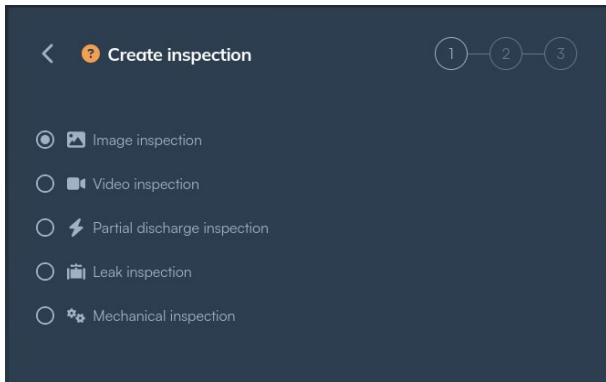 ? Create inspection 1 2 3
Image inspection
Video inspection
Partial discharge inspection
Leak inspection
Mechanical inspection